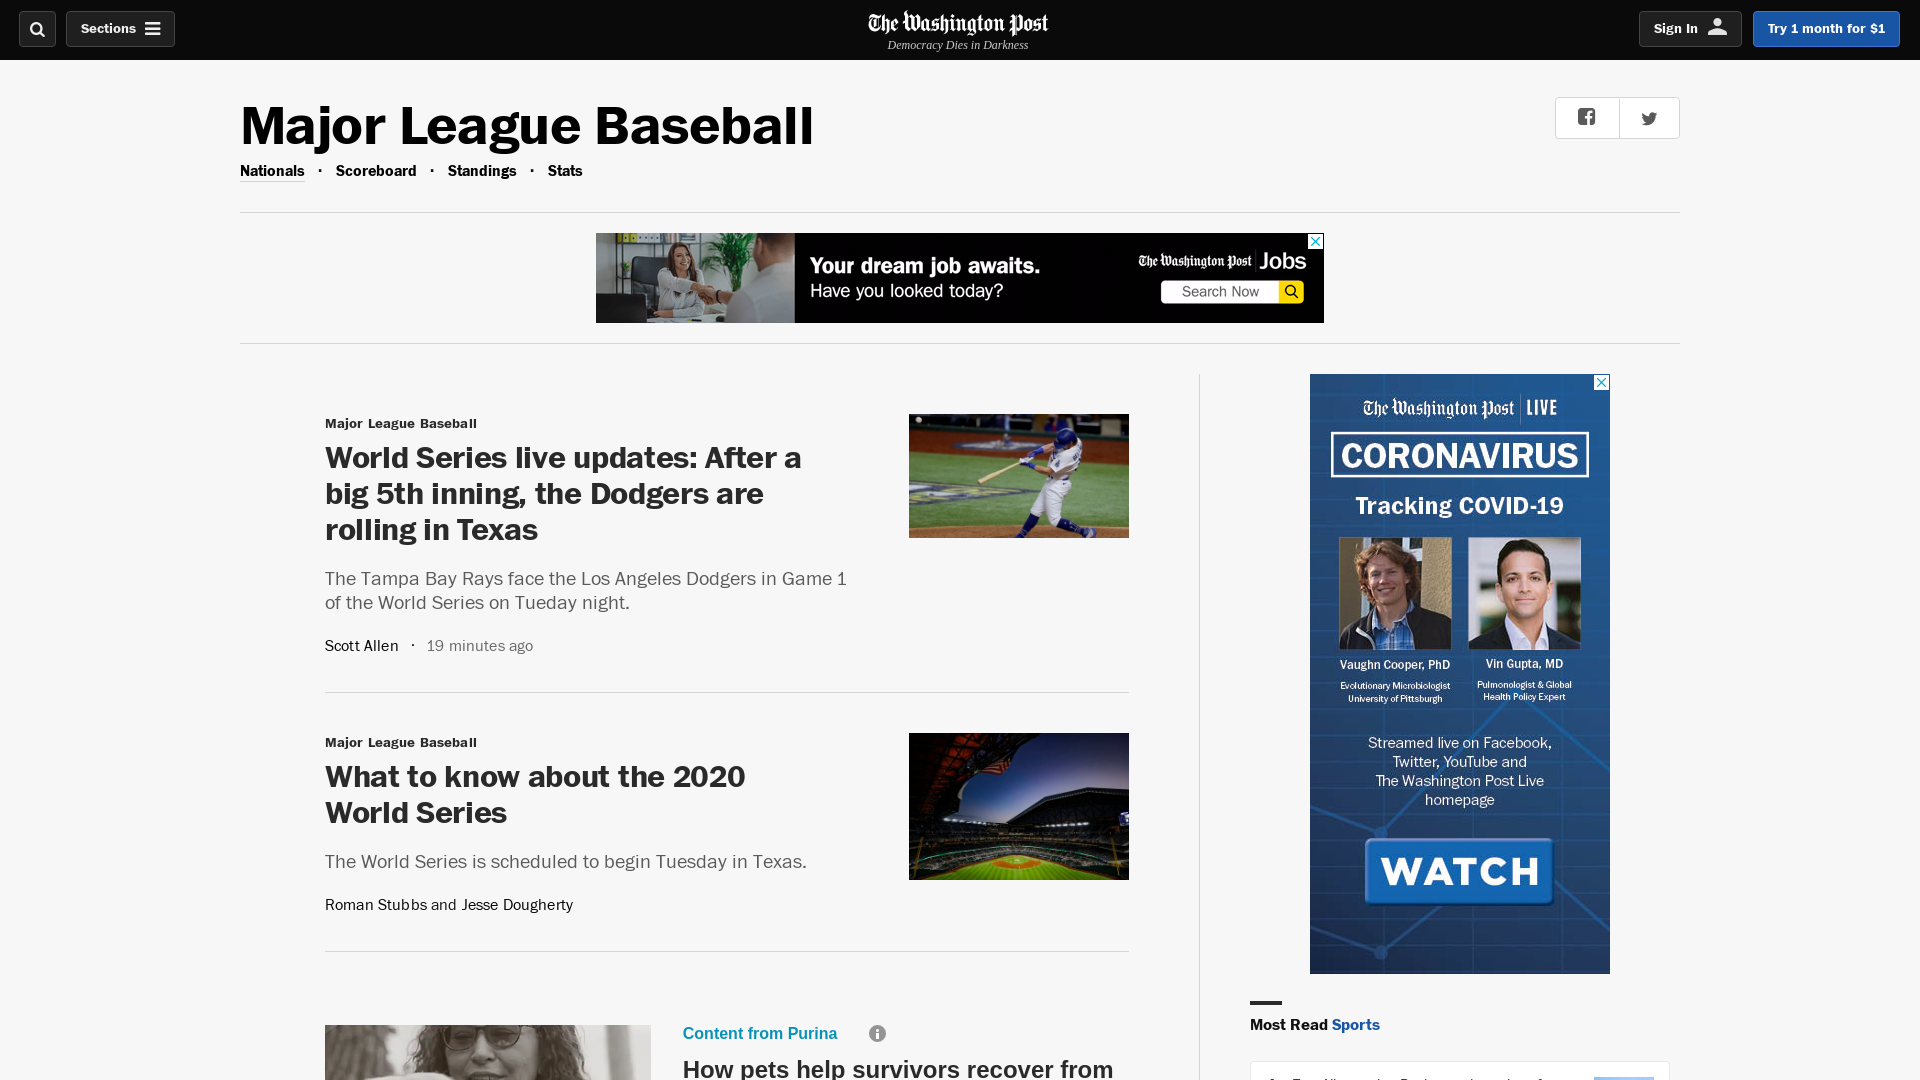 Sections
The Washington Post
Democracy Dies in Darkness
Sign In
Try 1 month for $1
Major League Baseball
Nationals · Scoreboard · Standings · Stats
Your dream job awaits.
Have you looked today?
The Washington Post Jobs
Search Now
Major League Baseball
World Series live updates: After a
big 5th inning, the Dodgers are
rolling in Texas
The Tampa Bay Rays face the Los Angeles Dodgers in Game 1
of the World Series on Tueday night.
Scott Allen · 19 minutes ago
Major League Baseball
What to know about the 2020
World Series
The World Series is scheduled to begin Tuesday in Texas.
Roman Stubbs and Jesse Dougherty
Content from Purina
How pets help survivors recover from
The Washington Post LIVE
CORONAVIRUS
Tracking COVID-19
Vaughn Cooper, PhD
Evolutionary Microbiologist
University of Pittsburgh
Vin Gupta, MD
Pulmonologist & Global
Health Policy Expert
Streamed live on Facebook,
Twitter, YouTube and
The Washington Post Live
homepage
WATCH
Most Read Sports